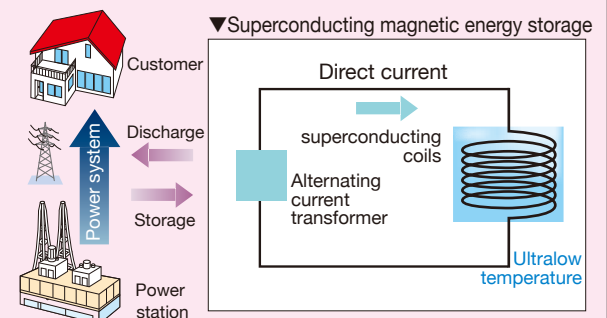 ▼Superconducting magnetic energy storage
Customer
Power system
Discharge
Storage
Power
station
Direct current
superconducting
coils
Alternating
current
transformer
Ultralow
temperature